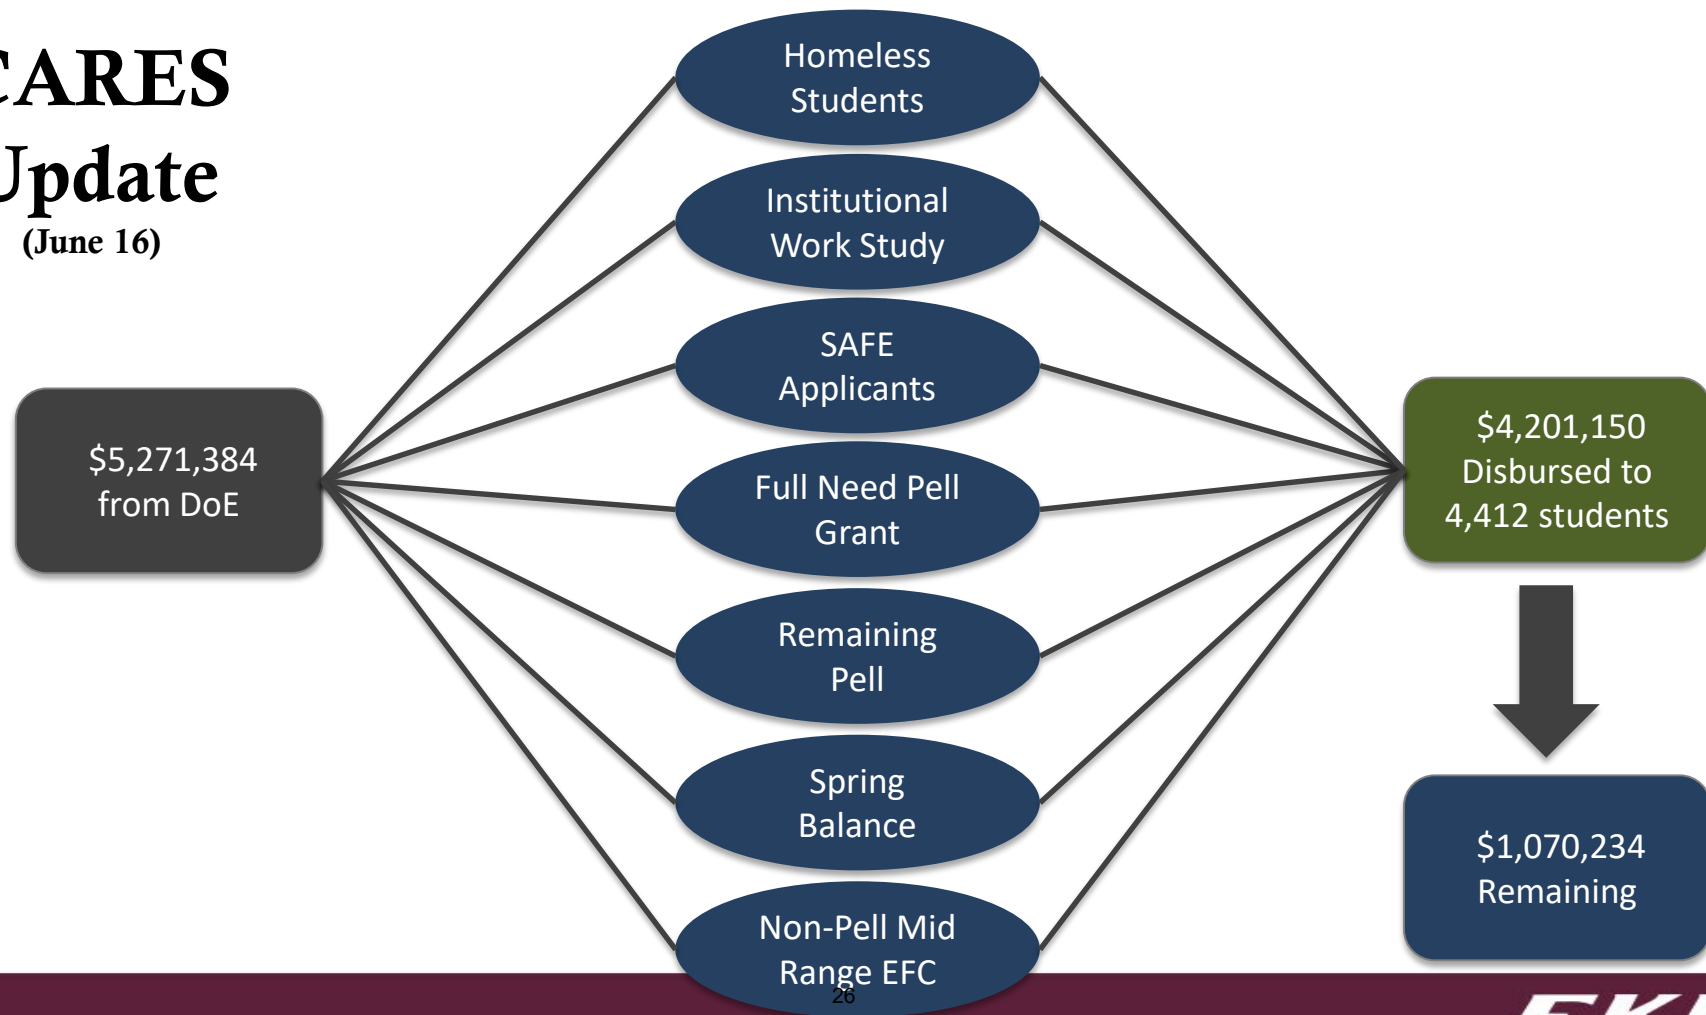 CARES
Update
(June 16)
Homeless
Students
Institutional
Work Study
SAFE
Applicants
$5,271,384
from DoE
Full Need Pell
Grant
$4,201,150
Disbursed to
4,412 students
Remaining
Pell
Spring
Balance
$1,070,234
Remaining
Non-Pell Mid
Range EFC
26